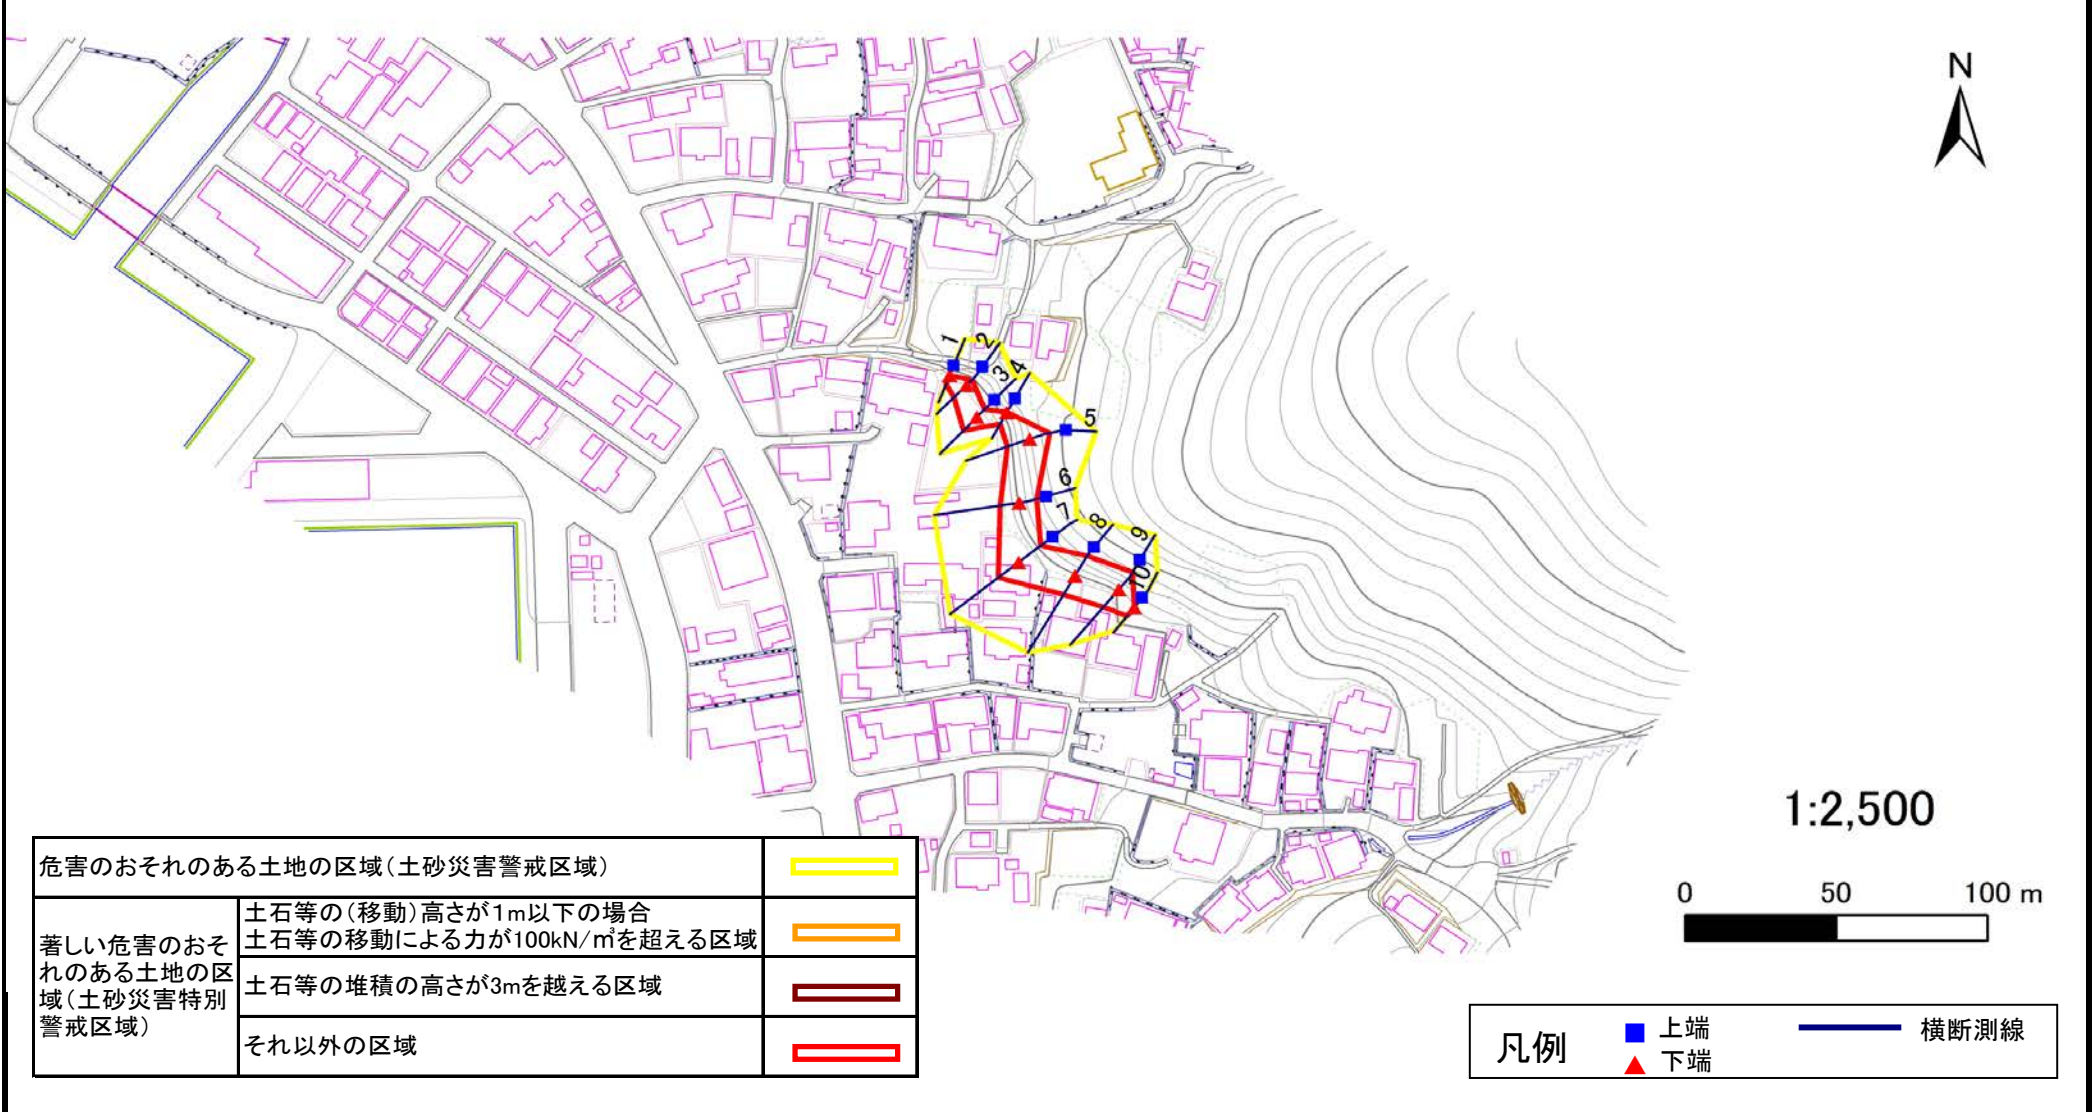 N
1
2
3
4
5
6
7
8
9
10
1:2,500
0 50 100 m
危害のおそれのある土地の区域(土砂災害警戒区域)
著しい危害のおそ
れのある土地の区
域(土砂災害特別
警戒区域)
土石等の(移動)高さが1m以下の場合
土石等の移動による力が100kN/㎡を超える区域
土石等の堆積の高さが3mを越える区域
それ以外の区域
凡例
上端
下端
横断測線